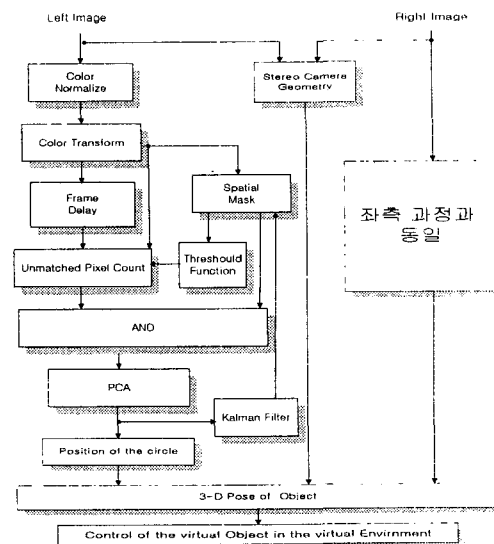 Left Image
Right Image
Color
Normalize
Stereo Camera
Geometry
Color Transform
Frame
Delay
Spatial
Mask
좌측 과정과
동일
Unmatched Pixel Count
Threshould
Function
AND
PCA
Kalman Filter
Position of the circle
3-D Pose of Object
Control of the virtual Object in the virtual Envirnment